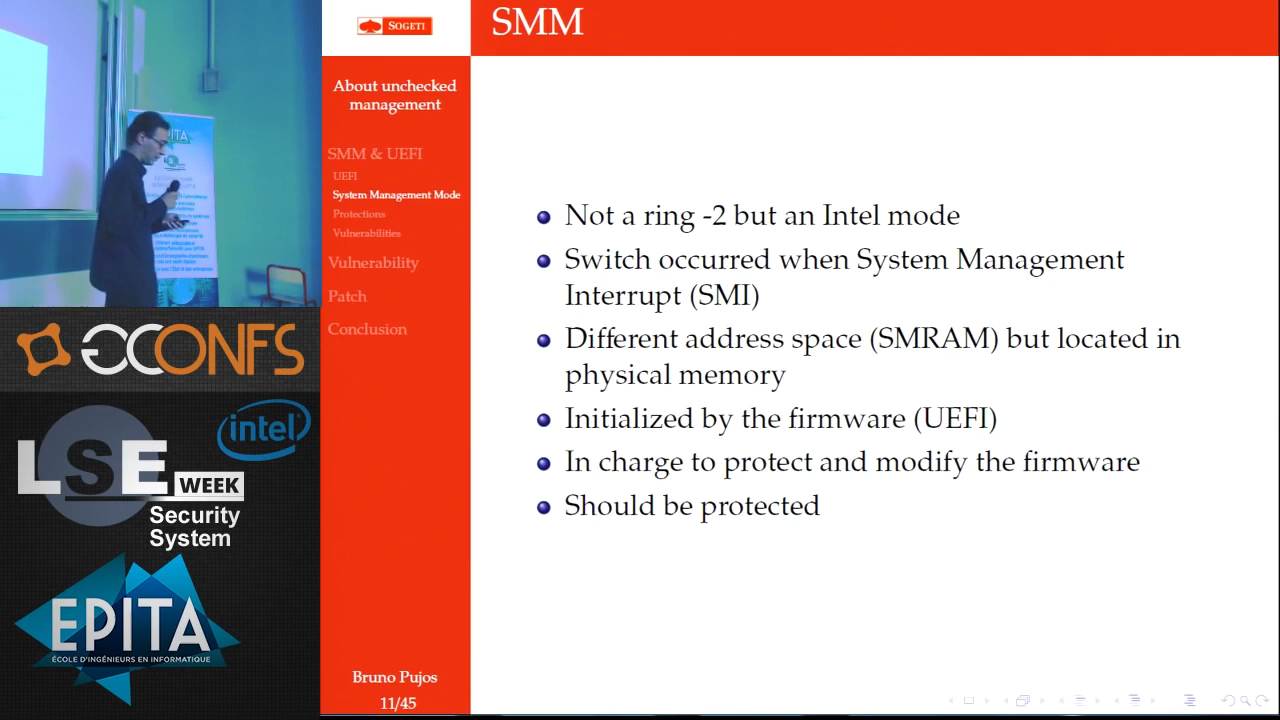 SOGETI
SMM
About unchecked
management
SMM & UEFI
UEFI
System Management Mode
Protections
Vulnerabilities
Vulnerability
Patch
Conclusion
Not a ring -2 but an Intel mode
Switch occurred when System Management
Interrupt (SMI)
Different address space (SMRAM) but located in
physical memory
Initialized by the firmware (UEFI)
In charge to protect and modify the firmware
Should be protected
Bruno Pujos
11/45
CONFS
intel
LSE
WEEK
Security
System
EPITA
ÉCOLE D'INGÉNIEURS EN INFORMATIQUE